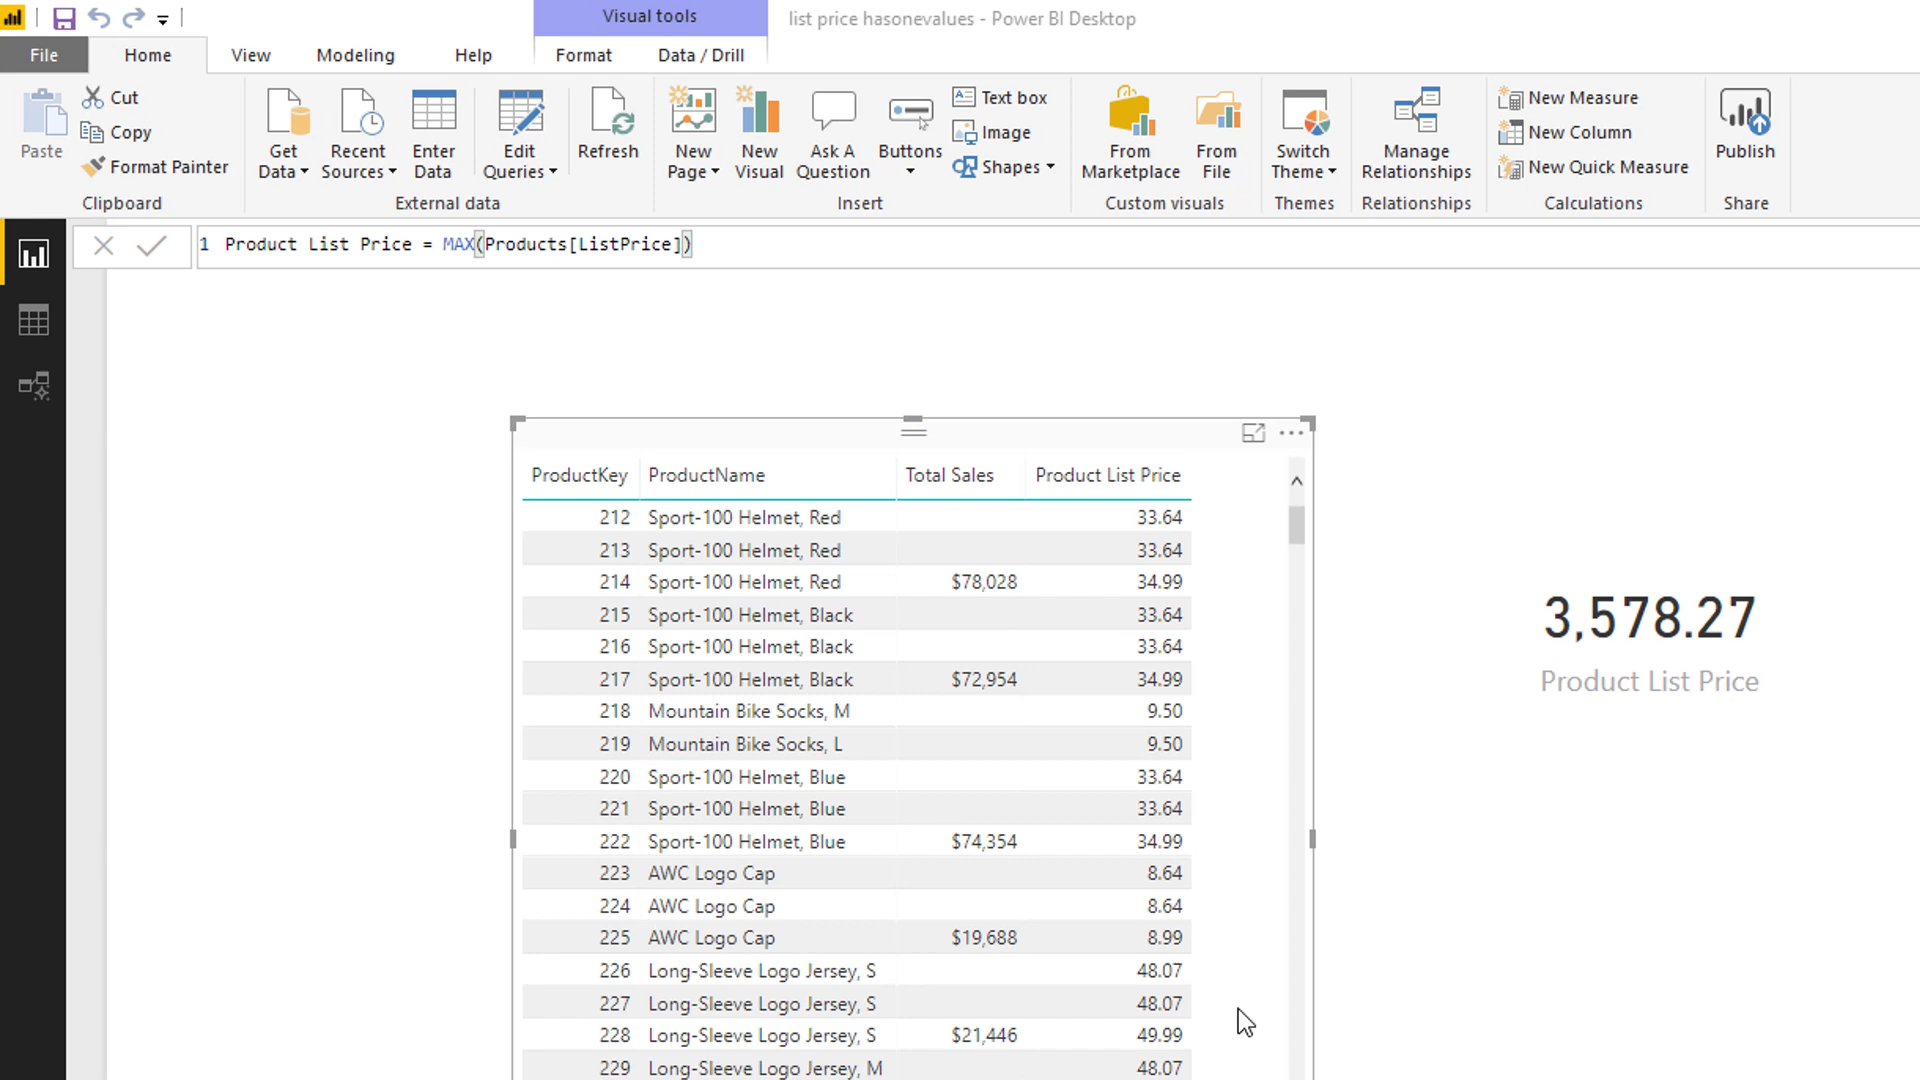 Visual tools
list price hasonevalues - Power BI Desktop
File Home View Modeling Help Format Data / Drill
Paste
Cut
Copy
Format Painter
Clipboard
Get Data
Recent Sources
Enter Data
Edit Queries
Refresh
External data
New Page
New Visual
Ask A Question
Buttons
Text box
Image
Shapes
Insert
From Marketplace
From File
Custom visuals
Switch Theme
Themes
Manage Relationships
Relationships
New Measure
New Column
New Quick Measure
Calculations
Publish
Share
1 Product List Price = MAX(Products[ListPrice])
ProductKey ProductName Total Sales Product List Price
212 Sport-100 Helmet, Red 33.64
213 Sport-100 Helmet, Red 33.64
214 Sport-100 Helmet, Red $78,028 34.99
215 Sport-100 Helmet, Black 33.64
216 Sport-100 Helmet, Black 33.64
217 Sport-100 Helmet, Black $72,954 34.99
218 Mountain Bike Socks, M 9.50
219 Mountain Bike Socks, L 9.50
220 Sport-100 Helmet, Blue 33.64
221 Sport-100 Helmet, Blue 33.64
222 Sport-100 Helmet, Blue $74,354 34.99
223 AWC Logo Cap 8.64
224 AWC Logo Cap 8.64
225 AWC Logo Cap $19,688 8.99
226 Long-Sleeve Logo Jersey, S 48.07
227 Long-Sleeve Logo Jersey, S 48.07
228 Long-Sleeve Logo Jersey, S $21,446 49.99
229 Long-Sleeve Logo Jersey, M 48.07
3,578.27
Product List Price